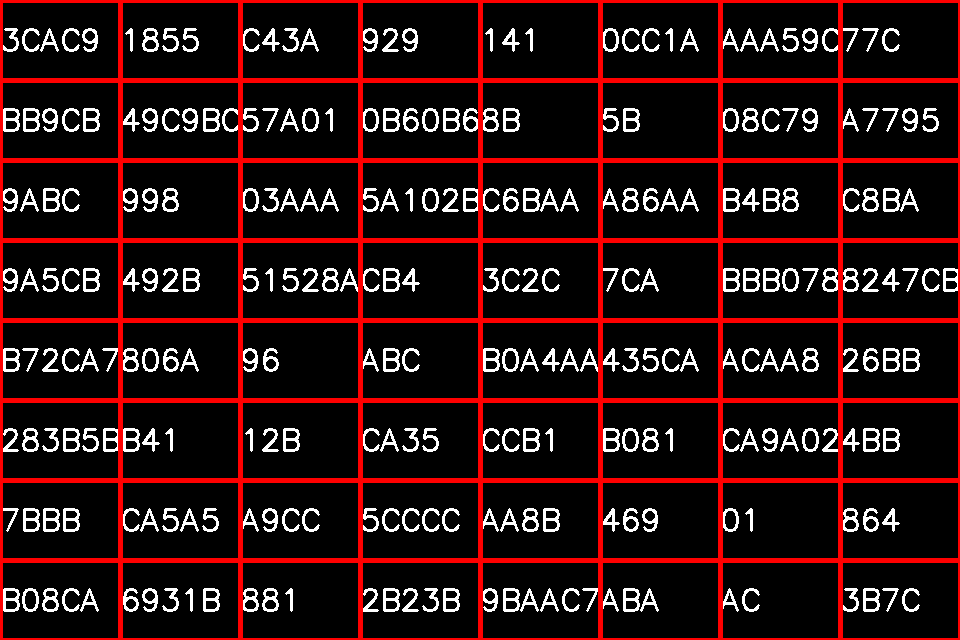 3CAC9 1855 C43A 929 141 0CC1A AAA59C 77C
BB9CB 49C9BC 57A01 0B60B6 8B 5B 08C79 A7795
9ABC 998 03AAA 5A102B C6BAA A86AA B4B8 C8BA
9A5CB 492B 51528A CB4 3C2C 7CA BBB078 8247CB
B72CA7 806A 96 ABC B0A4AA 435CA ACAA8 26BB
283B5B B41 12B CA35 CCB1 B081 CA9A02 4BB
7BBB CA5A5 A9CC 5CCCC AA8B 469 01 864
B08CA 6931B 881 2B23B 9BAAC7 ABA AC 3B7C